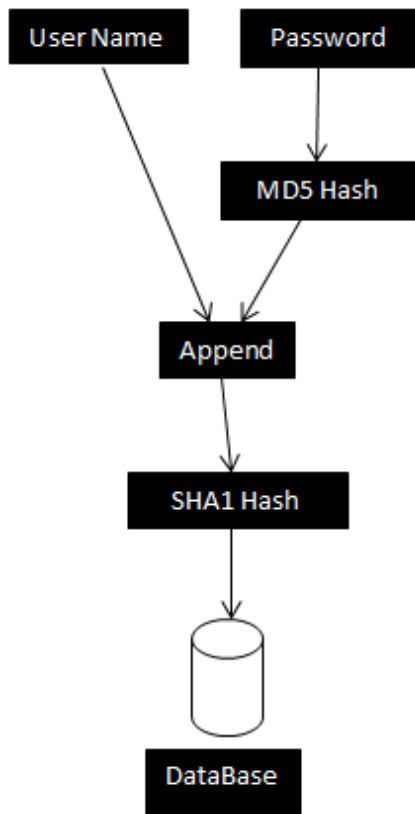 User Name
Password
MD5 Hash
Append
SHA1 Hash
DataBase